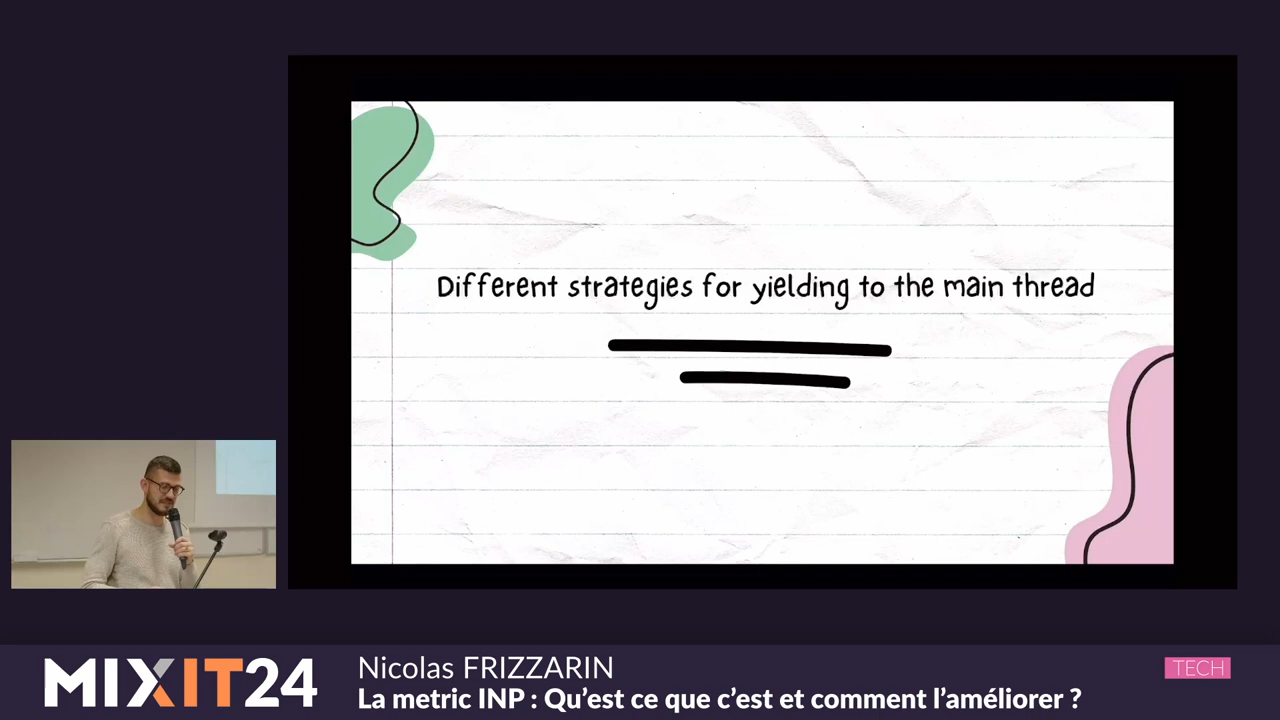 Different strategies for yielding to the main thread
MIXIT24
Nicolas FRIZZARIN
La metric INP : Qu’est ce que c’est et comment l’améliorer ?
TECH